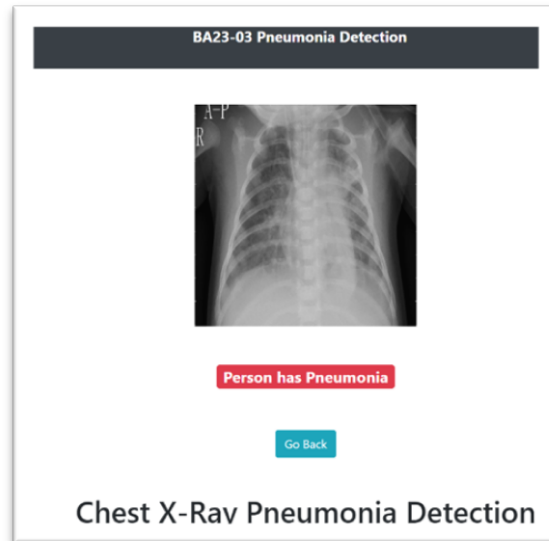 BA23-03 Pneumonia Detection
A-P
R
Person has Pneumonia
Go Back
Chest X-Ray Pneumonia Detection